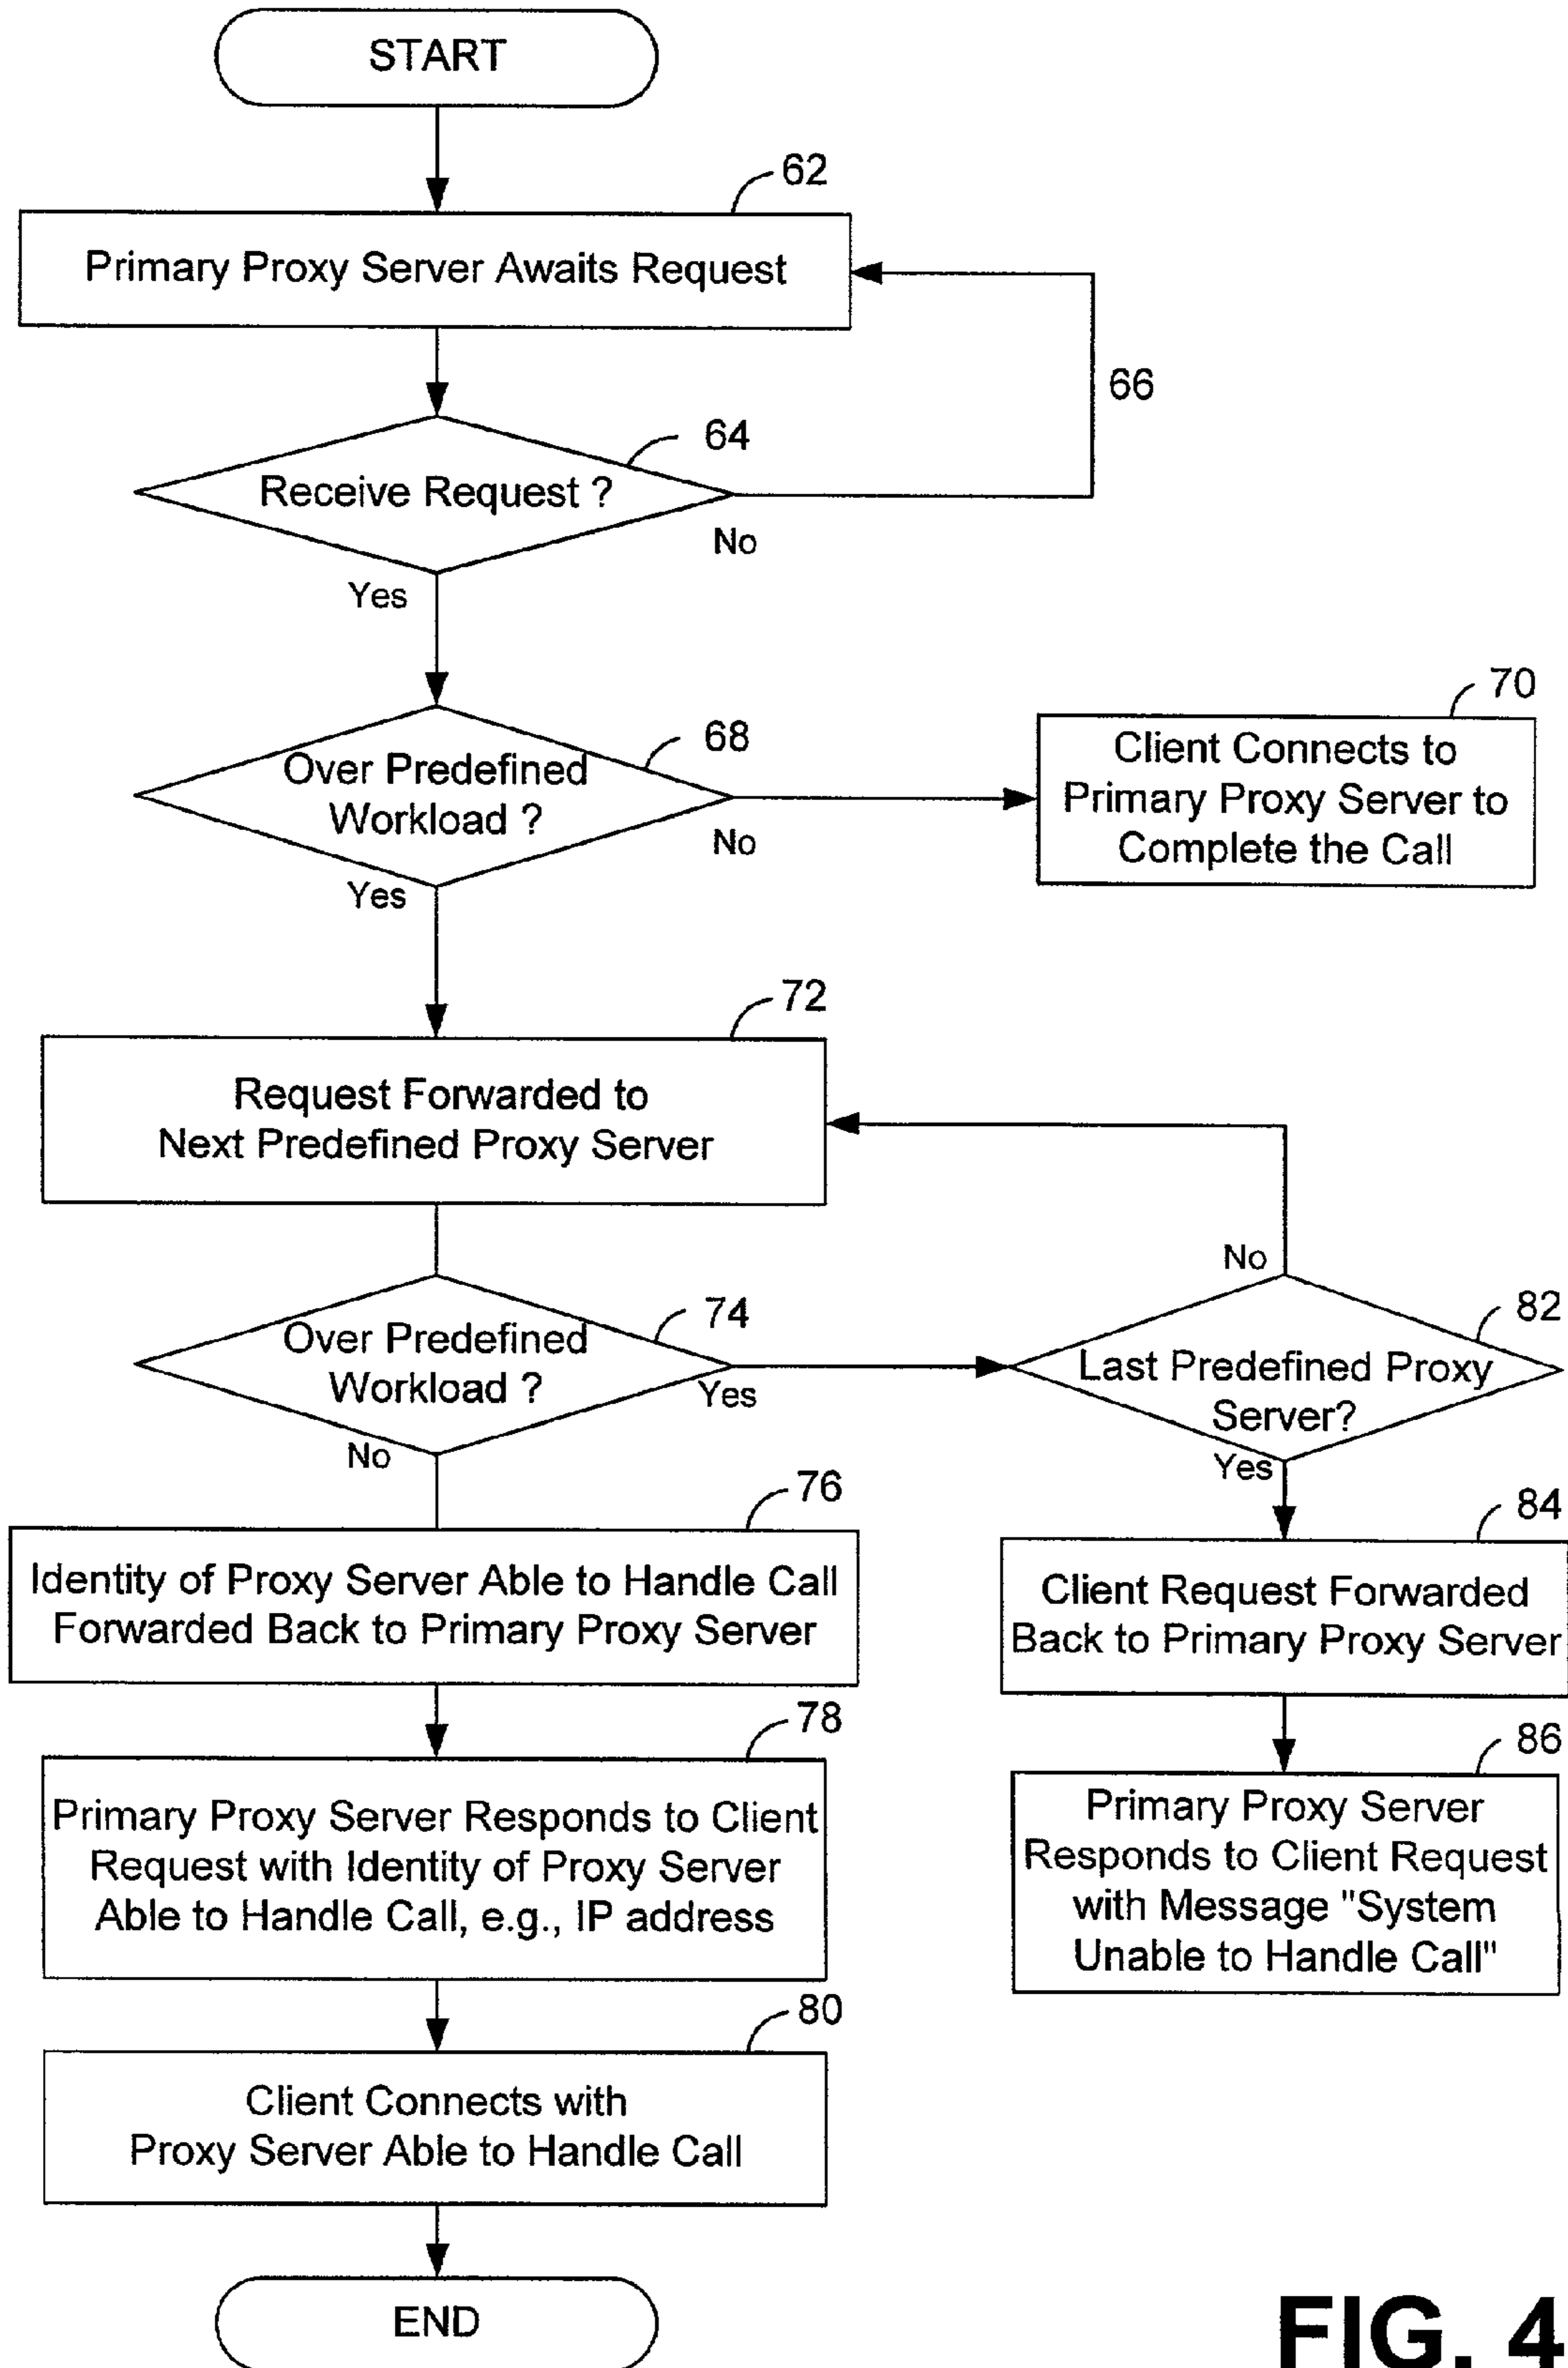 START
62
Primary Proxy Server Awaits Request
66
64
Receive Request ?
No
Yes
70
68
Over Predefined
Workload ?
Client Connects to
Primary Proxy Server to
Complete the Call
No
Yes
72
Request Forwarded to
Next Predefined Proxy Server
No
74
82
Over Predefined
Workload ?
Yes
Last Predefined Proxy
Server?
No
Yes
76
84
Identity of Proxy Server Able to Handle Call
Forwarded Back to Primary Proxy Server
Client Request Forwarded
Back to Primary Proxy Server
78
86
Primary Proxy Server Responds to Client
Request with Identity of Proxy Server
Able to Handle Call, e.g., IP address
Primary Proxy Server
Responds to Client Request
with Message "System
Unable to Handle Call"
80
Client Connects with
Proxy Server Able to Handle Call
END
FIG. 4